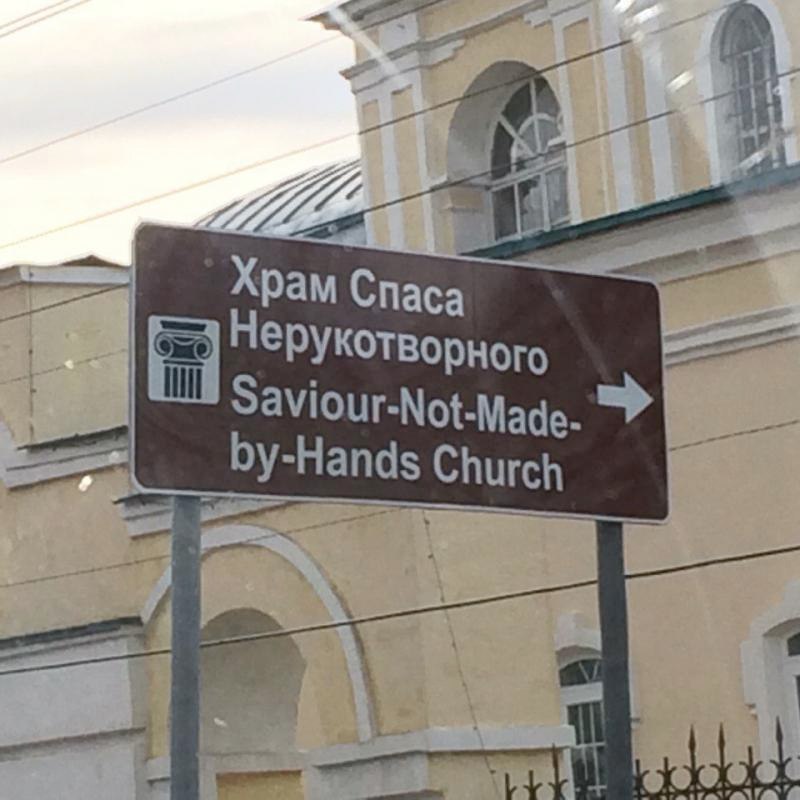 Храм Спаса
Нерукотворного
Saviour-Not-Made-
by-Hands Church